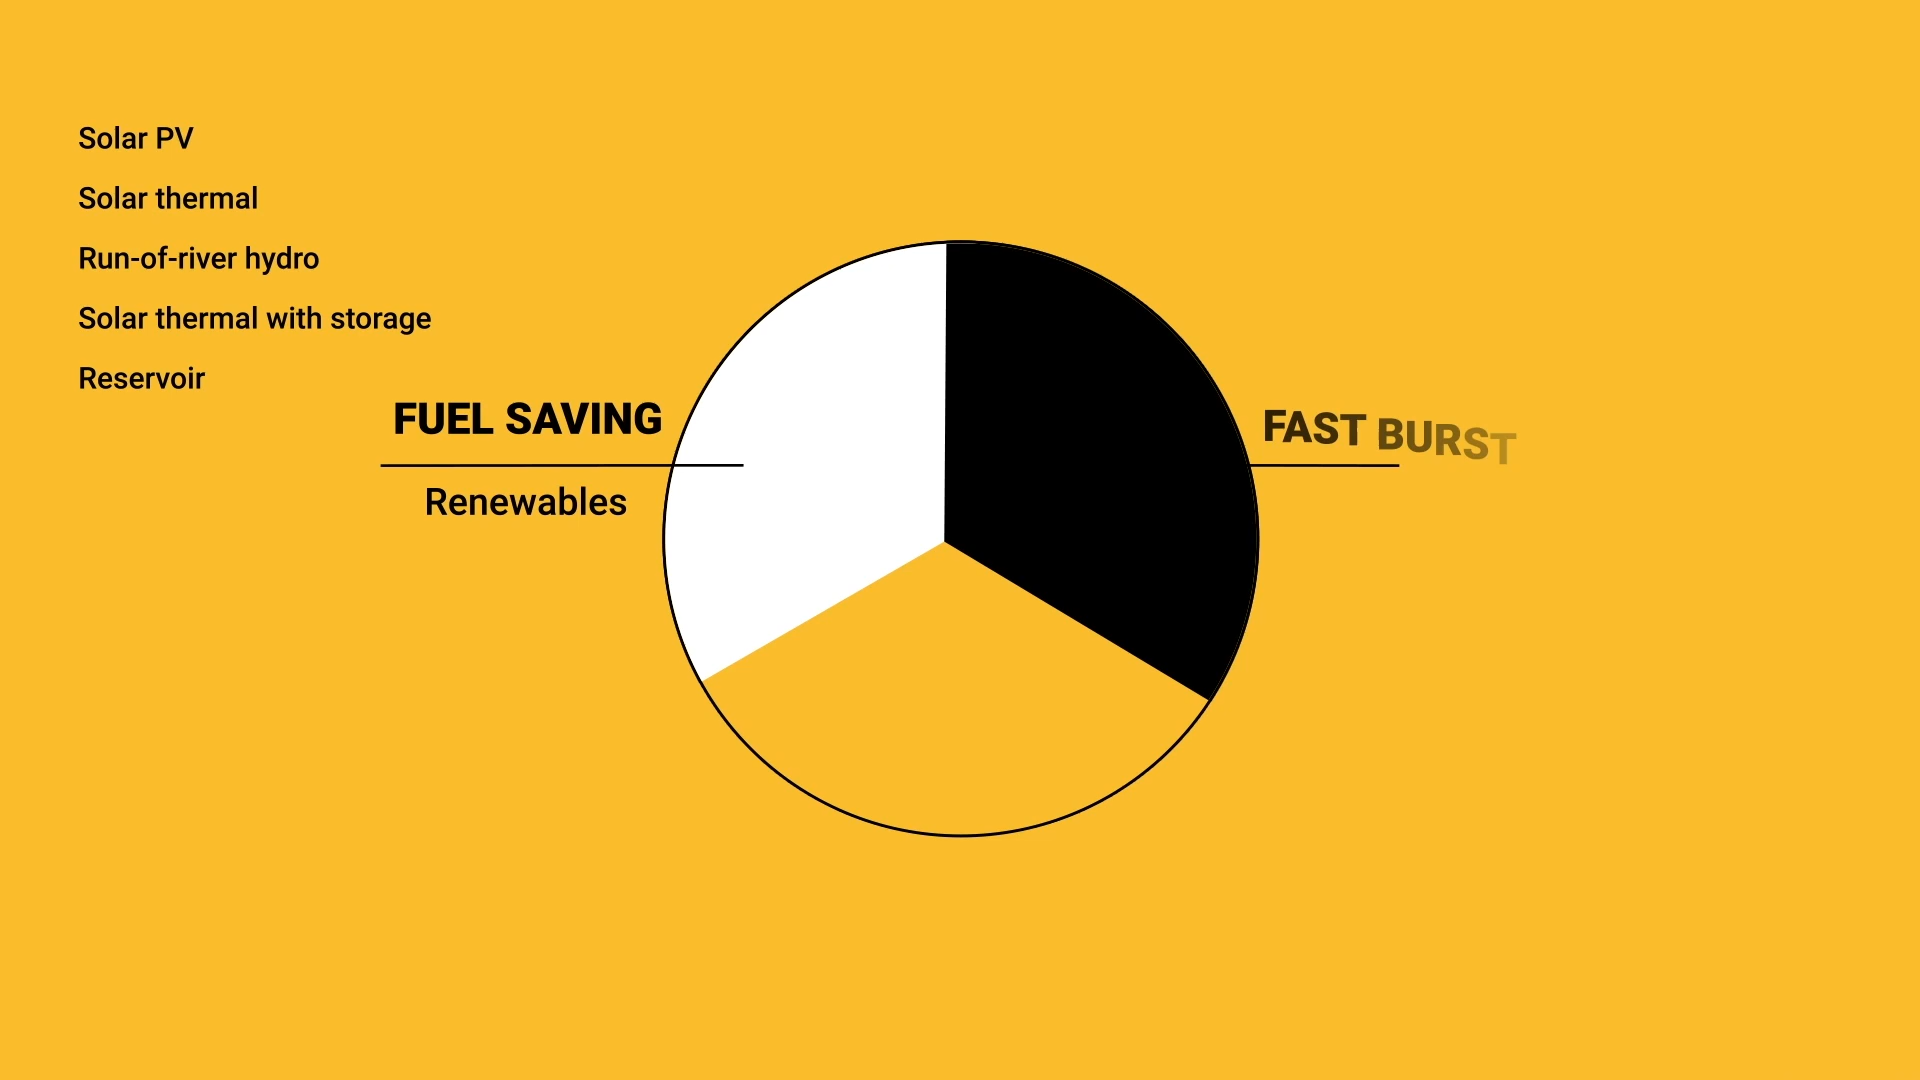 Solar PV
Solar thermal
Run-of-river hydro
Solar thermal with storage
Reservoir
FUEL SAVING
Renewables
FAST BURST